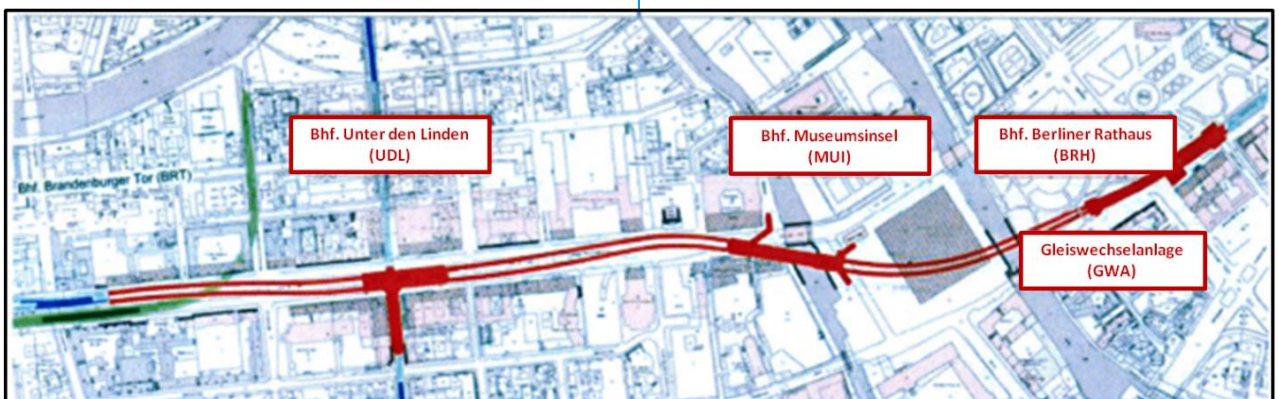 Bhf. Unter den Linden
(UDL)
Bhf. Museumsinsel
(MUI)
Bhf. Berliner Rathaus
(BRH)
Bhf. Brandenburger Tor (BRT)
Gleiswechselanlage
(GWA)